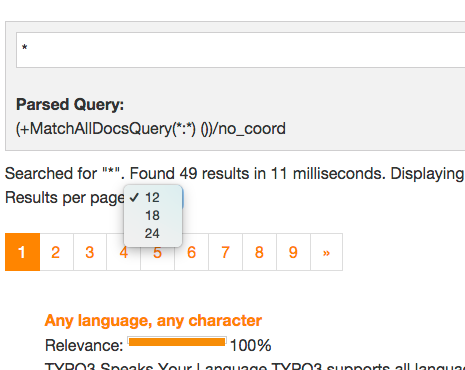 *
Parsed Query:
(+MatchAllDocsQuery(*:*) ())/no_coord
Searched for "*". Found 49 results in 11 milliseconds. Displaying
Results per page
✓ 12
18
24
1 2 3 4 5 6 7 8 9 »
Any language, any character
Relevance: 100%
TYPO3 Speaks Your Language TYPO3 supports all langua